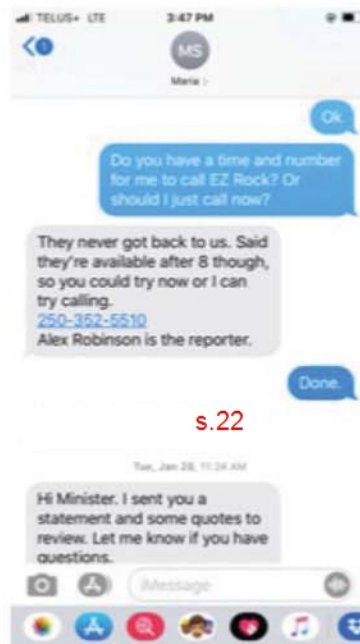 TELUS+ LTE 3:47 PM
1
MS
Maria >
Ok
Do you have a time and number
for me to call EZ Rock? Or
should I just call now?
They never got back to us. Said
they're available after 8 though,
so you could try now or I can
try calling.
250-352-5510
Alex Robinson is the reporter.
Done.
s.22
Tue, Jan 28, 11:24 AM
Hi Minister. I sent you a
statement and some quotes to
review. Let me know if you have
questions.
iMessage